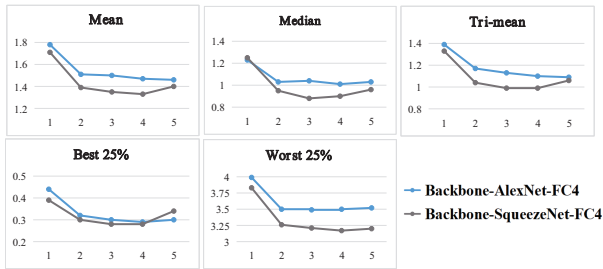 Mean
1.8
1.6
1.4
1.2
1 2 3 4 5
Median
1.4
1.2
1
0.8
1 2 3 4 5
Tri-mean
1.4
1.2
1
0.8
1 2 3 4 5
Best 25%
0.5
0.4
0.3
0.2
1 2 3 4 5
Worst 25%
4
3.75
3.5
3.25
3
1 2 3 4 5
Backbone-AlexNet-FC4
Backbone-SqueezeNet-FC4